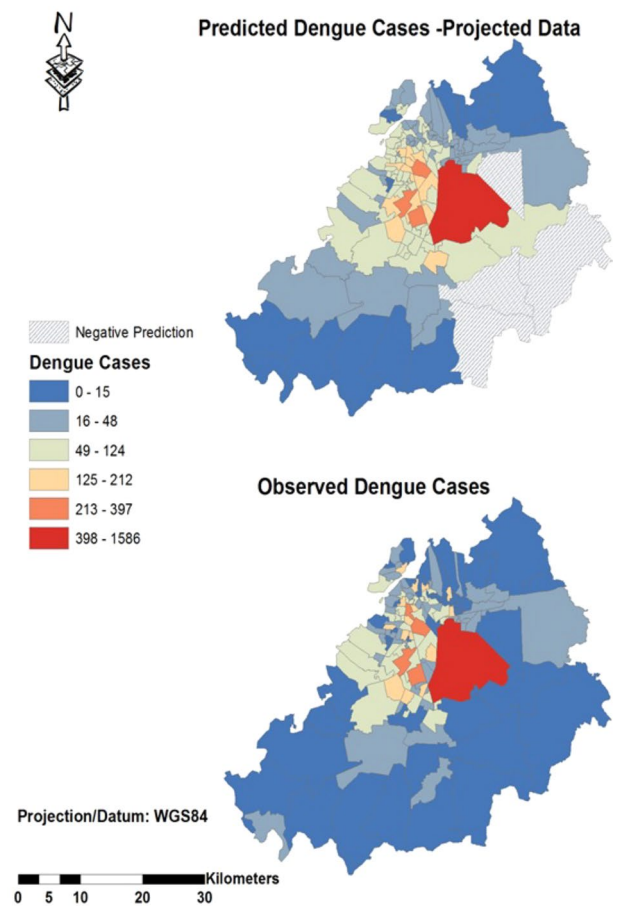 N
Predicted Dengue Cases -Projected Data
Negative Prediction
Dengue Cases
0 - 15
16 - 48
49 - 124
125 - 212
213 - 397
398 - 1586
Observed Dengue Cases
Projection/Datum: WGS84
Kilometers
0 5 10 20 30